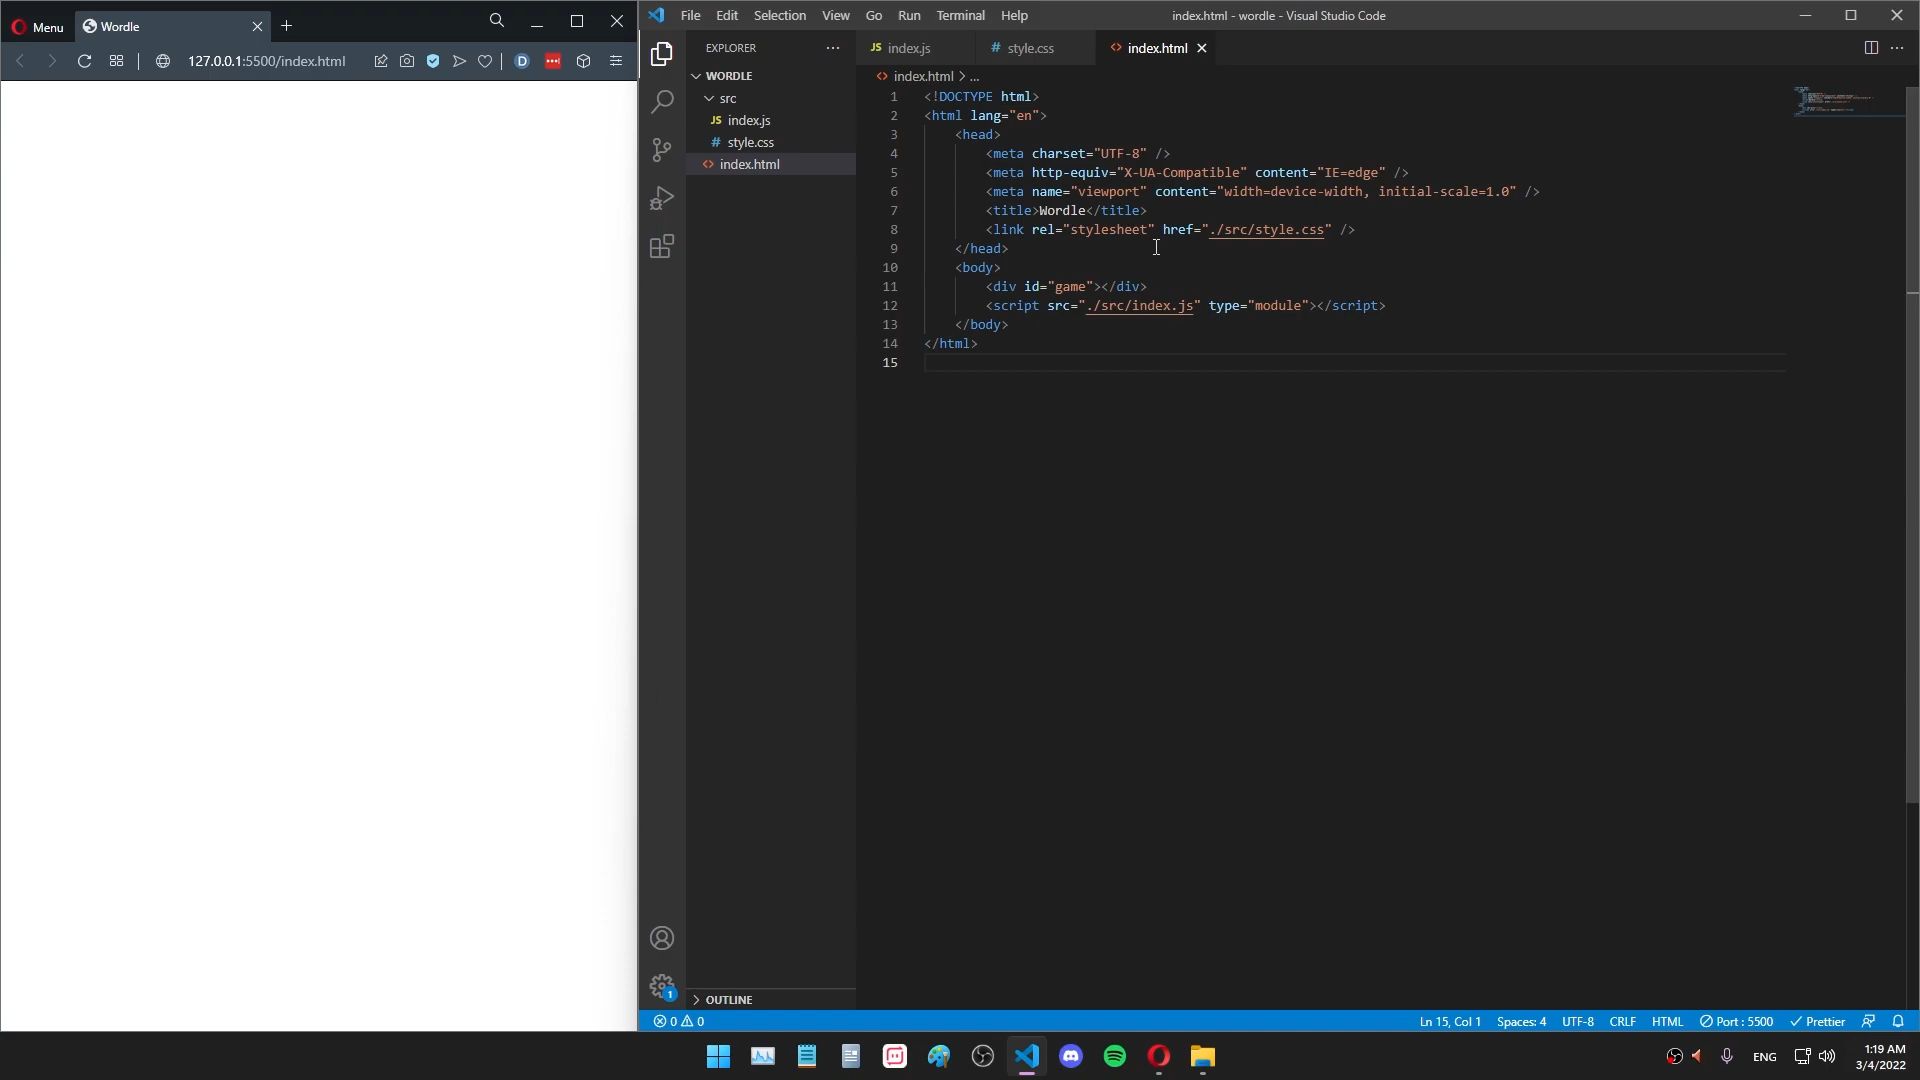 Menu
Wordle
127.0.0.1:5500/index.html
D
File Edit Selection View Go Run Terminal Help
index.html - wordle - Visual Studio Code
EXPLORER
WORDLE
src
JS index.js
# style.css
<> index.html
OUTLINE
JS index.js
# style.css
<> index.html
<> index.html > ...
1 <!DOCTYPE html>
2 <html lang="en">
3 <head>
4 <meta charset="UTF-8" />
5 <meta http-equiv="X-UA-Compatible" content="IE=edge" />
6 <meta name="viewport" content="width=device-width, initial-scale=1.0" />
7 <title>Wordle</title>
8 <link rel="stylesheet" href="./src/style.css" />
9 </head>
10 <body>
11 <div id="game"></div>
12 <script src="./src/index.js" type="module"></script>
13 </body>
14 </html>
15
1
0 0
Ln 15, Col 1 Spaces: 4 UTF-8 CRLF HTML Port : 5500 Prettier
ENG
1:19 AM
3/4/2022